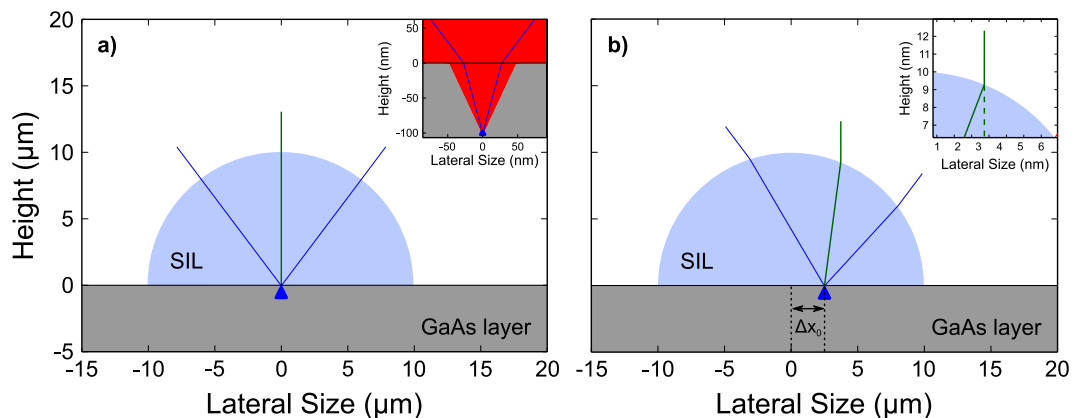 a)
Height (µm)
20
15
10
5
0
-5
-15
-10
-5
0
5
10
15
20
Lateral Size (µm)
SIL
GaAs layer
Height (nm)
50
0
-50
-100
-50
0
50
Lateral Size (nm)
b)
-15
-10
-5
0
5
10
15
20
Lateral Size (µm)
SIL
Δx₀
GaAs layer
Height (nm)
12
11
10
9
8
7
1
2
3
4
5
6
Lateral Size (nm)